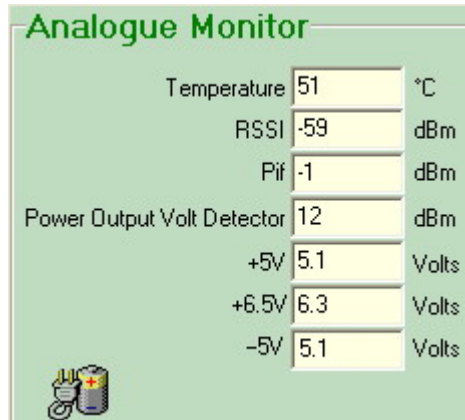 Analogue Monitor
Temperature 51 °C
RSSI -59 dBm
Pif -1 dBm
Power Output Volt Detector 12 dBm
+5V 5.1 Volts
+6.5V 6.3 Volts
−5V 5.1 Volts